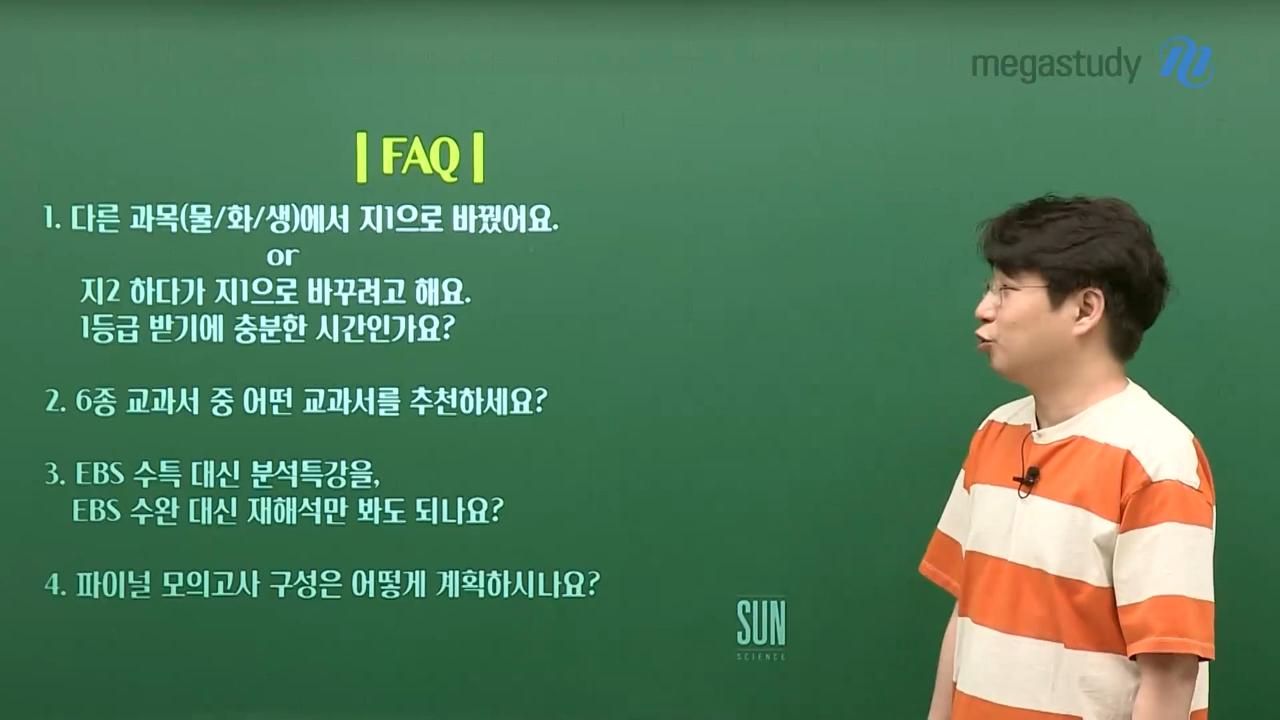 megastudy
| FAQ |
1. 다른 과목(물/화/생)에서 지1으로 바꿨어요.
or
지2 하다가 지1으로 바꾸려고 해요.
1등급 받기에 충분한 시간인가요?
2. 6종 교과서 중 어떤 교과서를 추천하세요?
3. EBS 수특 대신 분석특강을,
EBS 수완 대신 재해석만 봐도 되나요?
4. 파이널 모의고사 구성은 어떻게 계획하시나요?
SUN
SCIENCE